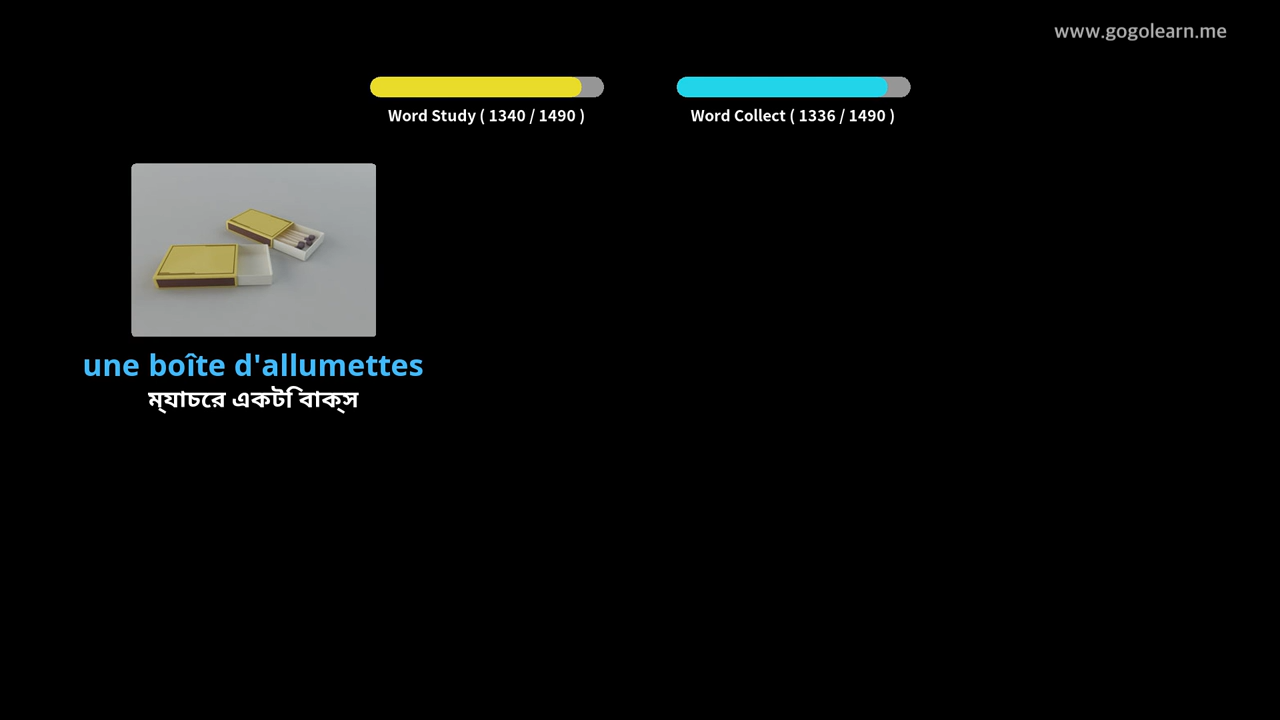 www.gogolearn.me
Word Study ( 1340 / 1490 )
Word Collect ( 1336 / 1490 )
une boîte d'allumettes
ম্যাচের একটি বাক্স